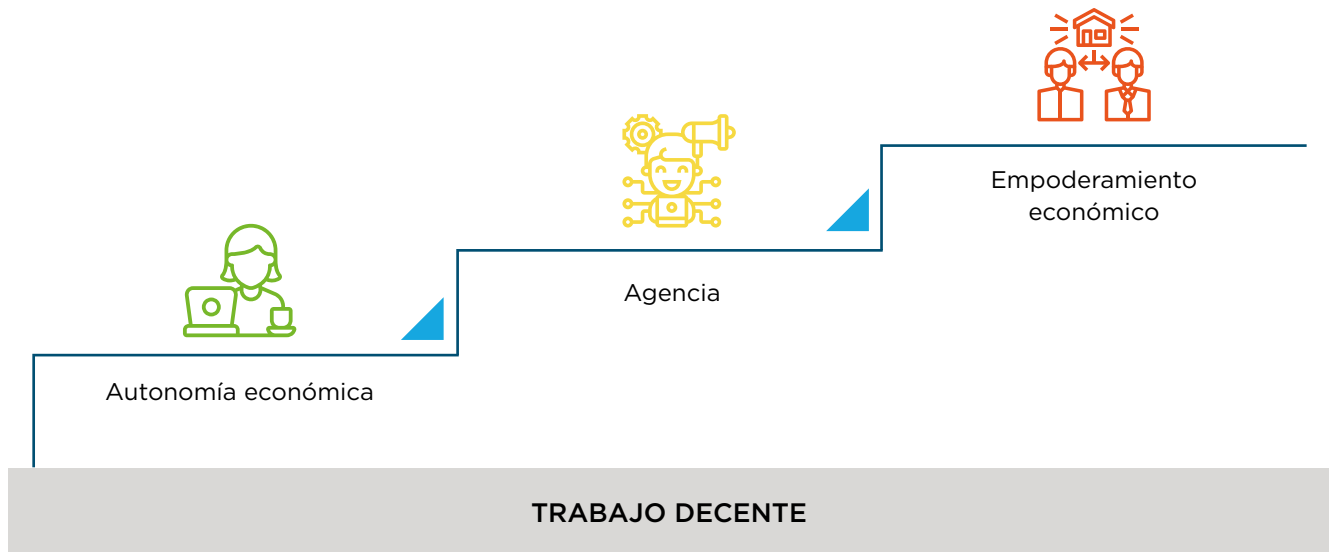 Empoderamiento
económico
Agencia
Autonomía económica
TRABAJO DECENTE